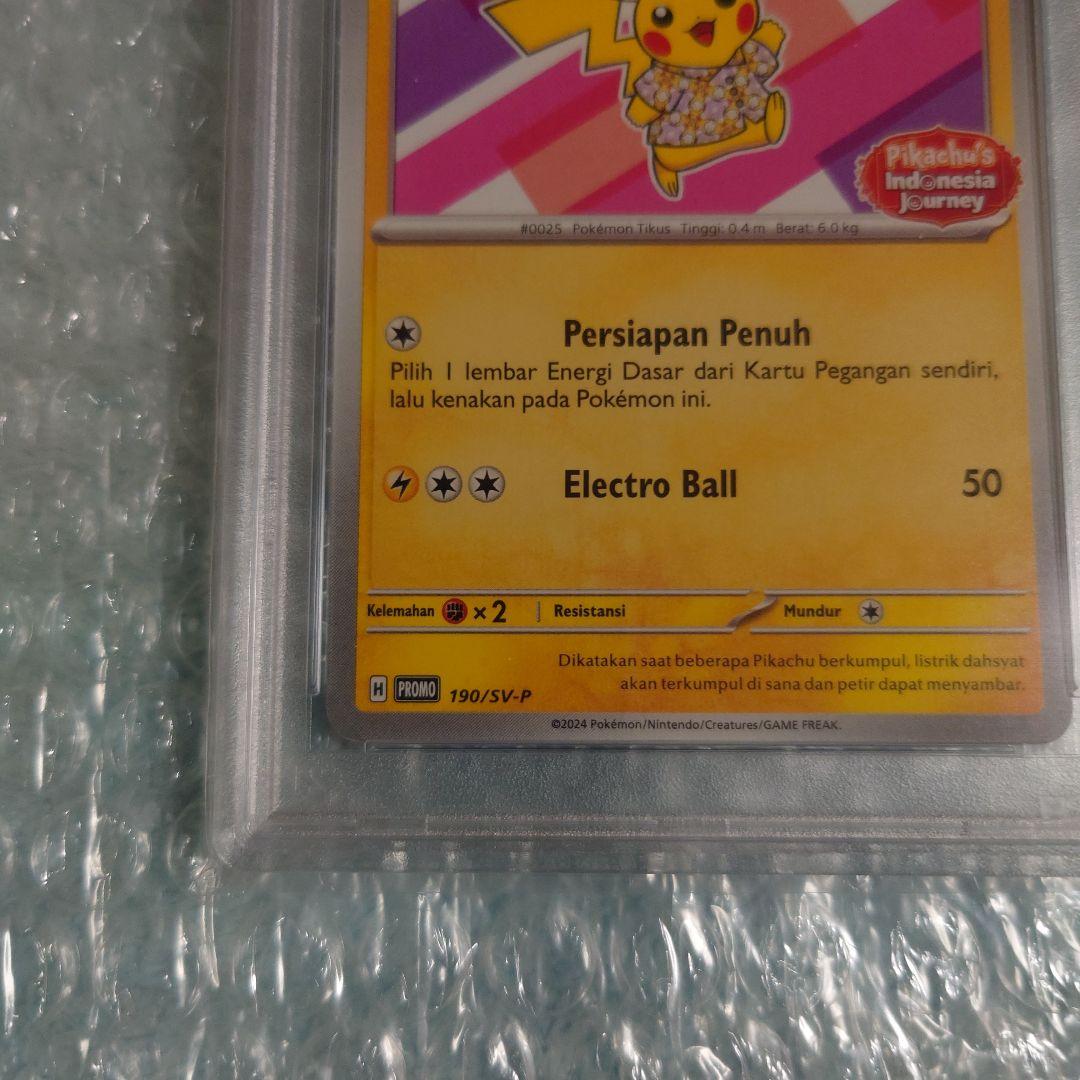 Pikachu's
Indonesia
Journey
#0025 Pokémon Tikus Tinggi: 0.4 m Berat: 6.0 kg
Persiapan Penuh
Pilih 1 lembar Energi Dasar dari Kartu Pegangan sendiri,
lalu kenakan pada Pokémon ini.
Electro Ball 50
Kelemahan ×2 Resistansi Mundur
Dikatakan saat beberapa Pikachu berkumpul, listrik dahsyat
akan terkumpul di sana dan petir dapat menyambar.
H PROMO 190/SV-P
©2024 Pokémon/Nintendo/Creatures/GAME FREAK.